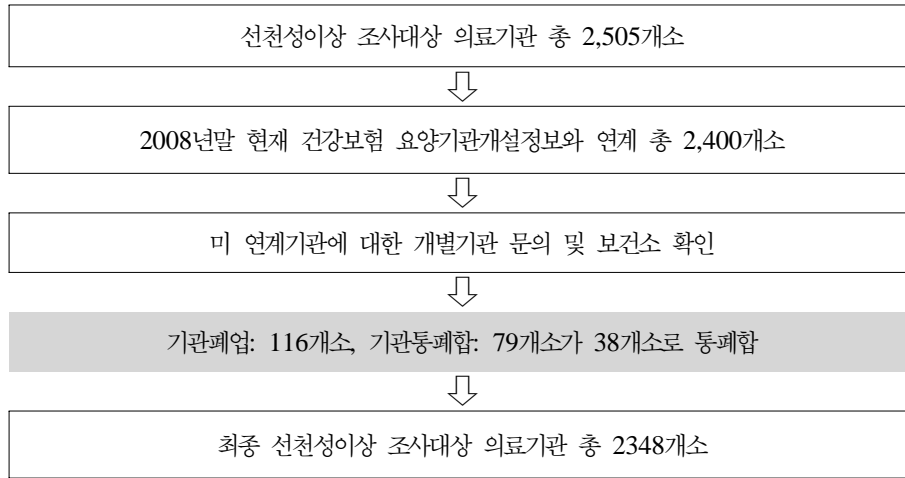 선천성이상 조사대상 의료기관 총 2,505개소
2008년말 현재 건강보험 요양기관개설정보와 연계 총 2,400개소
미 연계기관에 대한 개별기관 문의 및 보건소 확인
기관폐업: 116개소, 기관통폐합: 79개소가 38개소로 통폐합
최종 선천성이상 조사대상 의료기관 총 2348개소